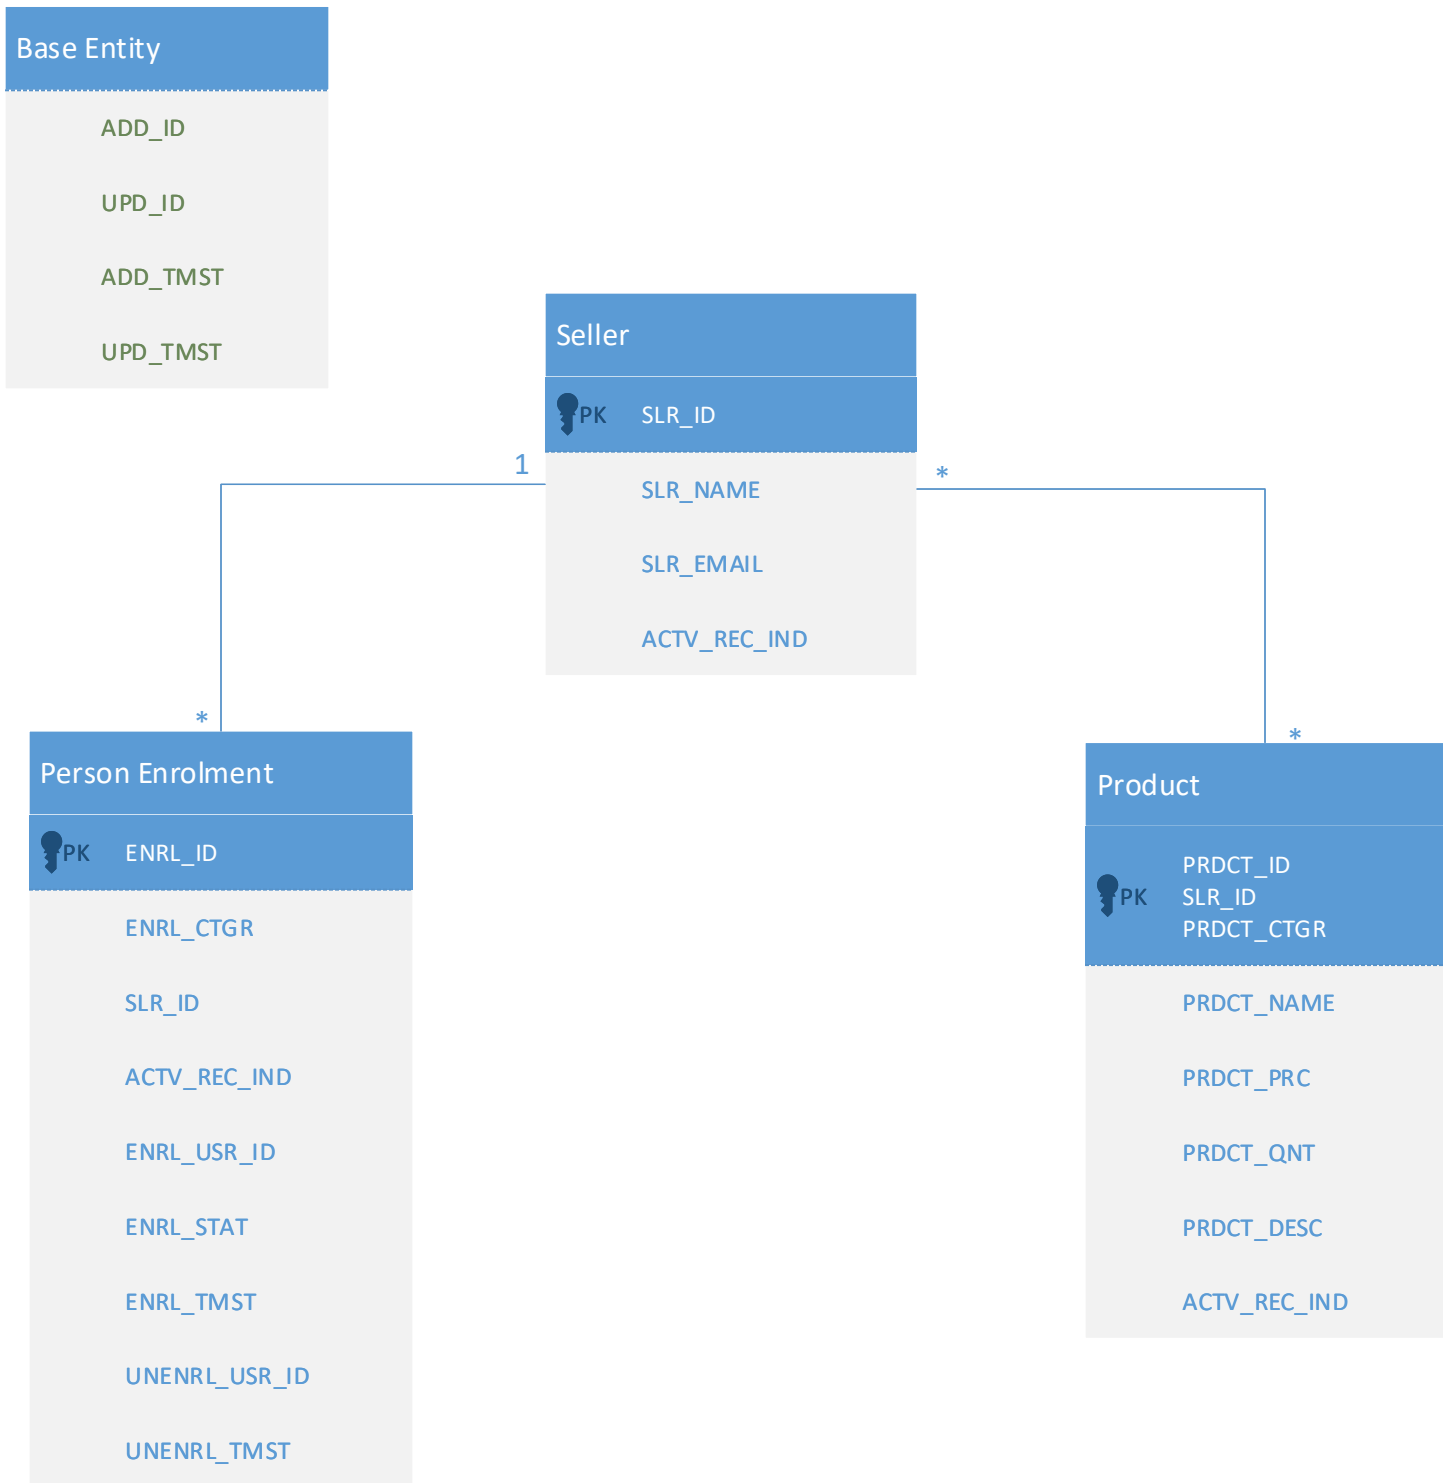 Base Entity
ADD_ID
UPD_ID
ADD_TMST
UPD_TMST
Seller
PK SLR_ID
SLR_NAME
SLR_EMAIL
ACTV_REC_IND
1
*
*
*
Person Enrolment
PK ENRL_ID
ENRL_CTGR
SLR_ID
ACTV_REC_IND
ENRL_USR_ID
ENRL_STAT
ENRL_TMST
UNENRL_USR_ID
UNENRL_TMST
Product
PRDCT_ID
PK SLR_ID
PRDCT_CTGR
PRDCT_NAME
PRDCT_PRC
PRDCT_QNT
PRDCT_DESC
ACTV_REC_IND